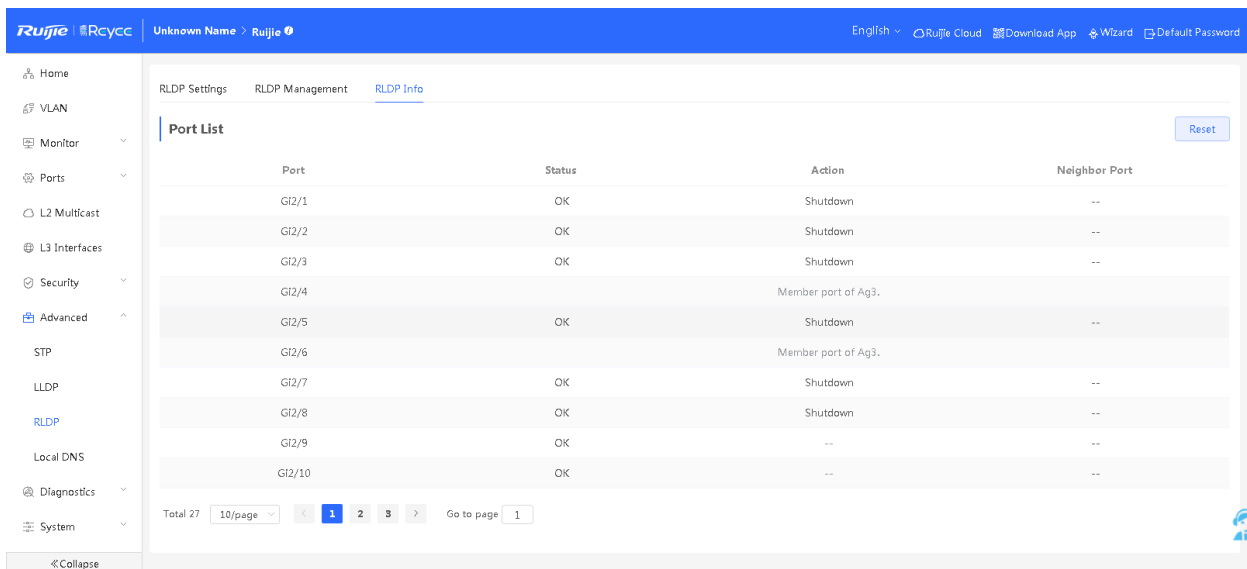 Ruijie | Rcycc Unknown Name > Ruijie English Ruijie Cloud Download App Wizard Default Password
Home
VLAN
Monitor
Ports
L2 Multicast
L3 Interfaces
Security
Advanced
STP
LLDP
RLDP
Local DNS
Diagnostics
System
«Collapse
RLDP Settings RLDP Management RLDP Info
Port List Reset
Port Status Action Neighbor Port
Gi2/1 OK Shutdown --
Gi2/2 OK Shutdown --
Gi2/3 OK Shutdown --
Gi2/4 Member port of Ag3.
Gi2/5 OK Shutdown --
Gi2/6 Member port of Ag3.
Gi2/7 OK Shutdown --
Gi2/8 OK Shutdown --
Gi2/9 OK -- --
Gi2/10 OK -- --
Total 27 10/page < 1 2 3 > Go to page 1